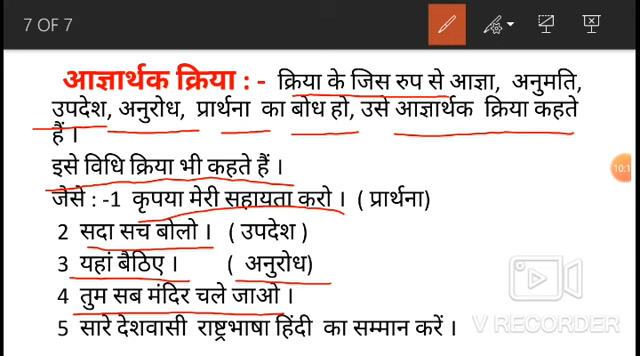 7 OF 7
आज्ञार्थक क्रिया : - क्रिया के जिस रुप से आज्ञा, अनुमति,
उपदेश, अनुरोध, प्रार्थना का बोध हो, उसे आज्ञार्थक क्रिया कहते
हैं ।
इसे विधि क्रिया भी कहते हैं ।
जैसे : -1 कृपया मेरी सहायता करो । ( प्रार्थना)
2 सदा सच बोलो । ( उपदेश )
3 यहां बैठिए । ( अनुरोध)
4 तुम सब मंदिर चले जाओ ।
5 सारे देशवासी राष्ट्रभाषा हिंदी का सम्मान करें ।
V RECORDER